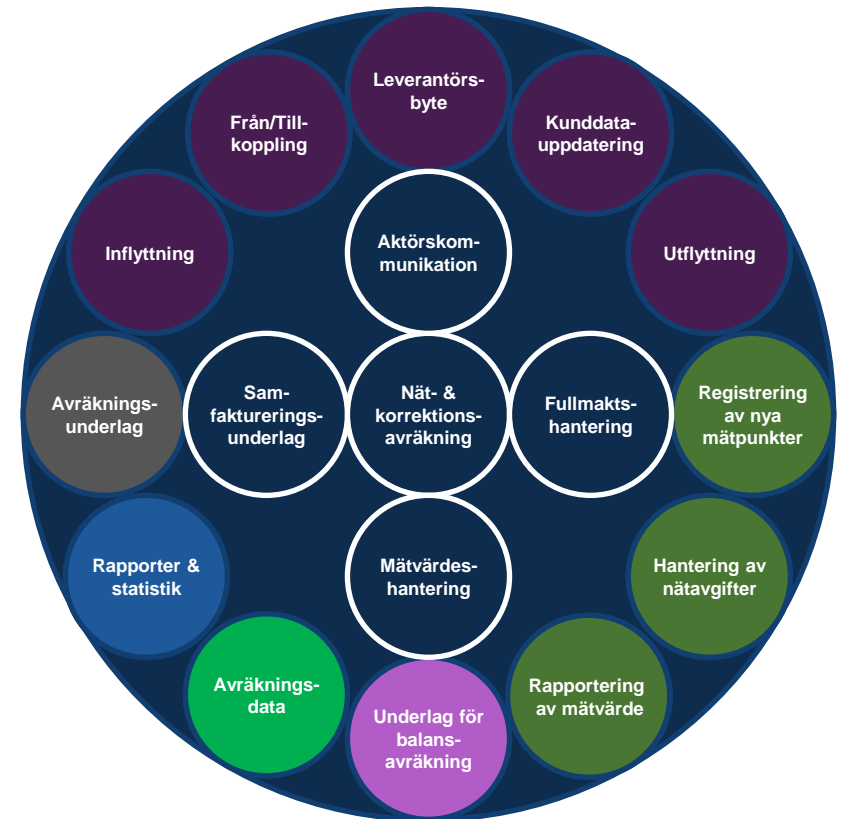 Leverantörs-
byte
Från/Till-
koppling
Kunddata-
uppdatering
Inflyttning
Aktörskom-
munikation
Utflyttning
Avräknings-
underlag
Sam-
fakturerings-
underlag
Nät- &
korrektions-
avräkning
Fullmakts-
hantering
Registrering
av nya
mätpunkter
Rapporter &
statistik
Mätvärdes-
hantering
Hantering av
nätavgifter
Avräknings-
data
Underlag för
balans-
avräkning
Rapportering
av mätvärde